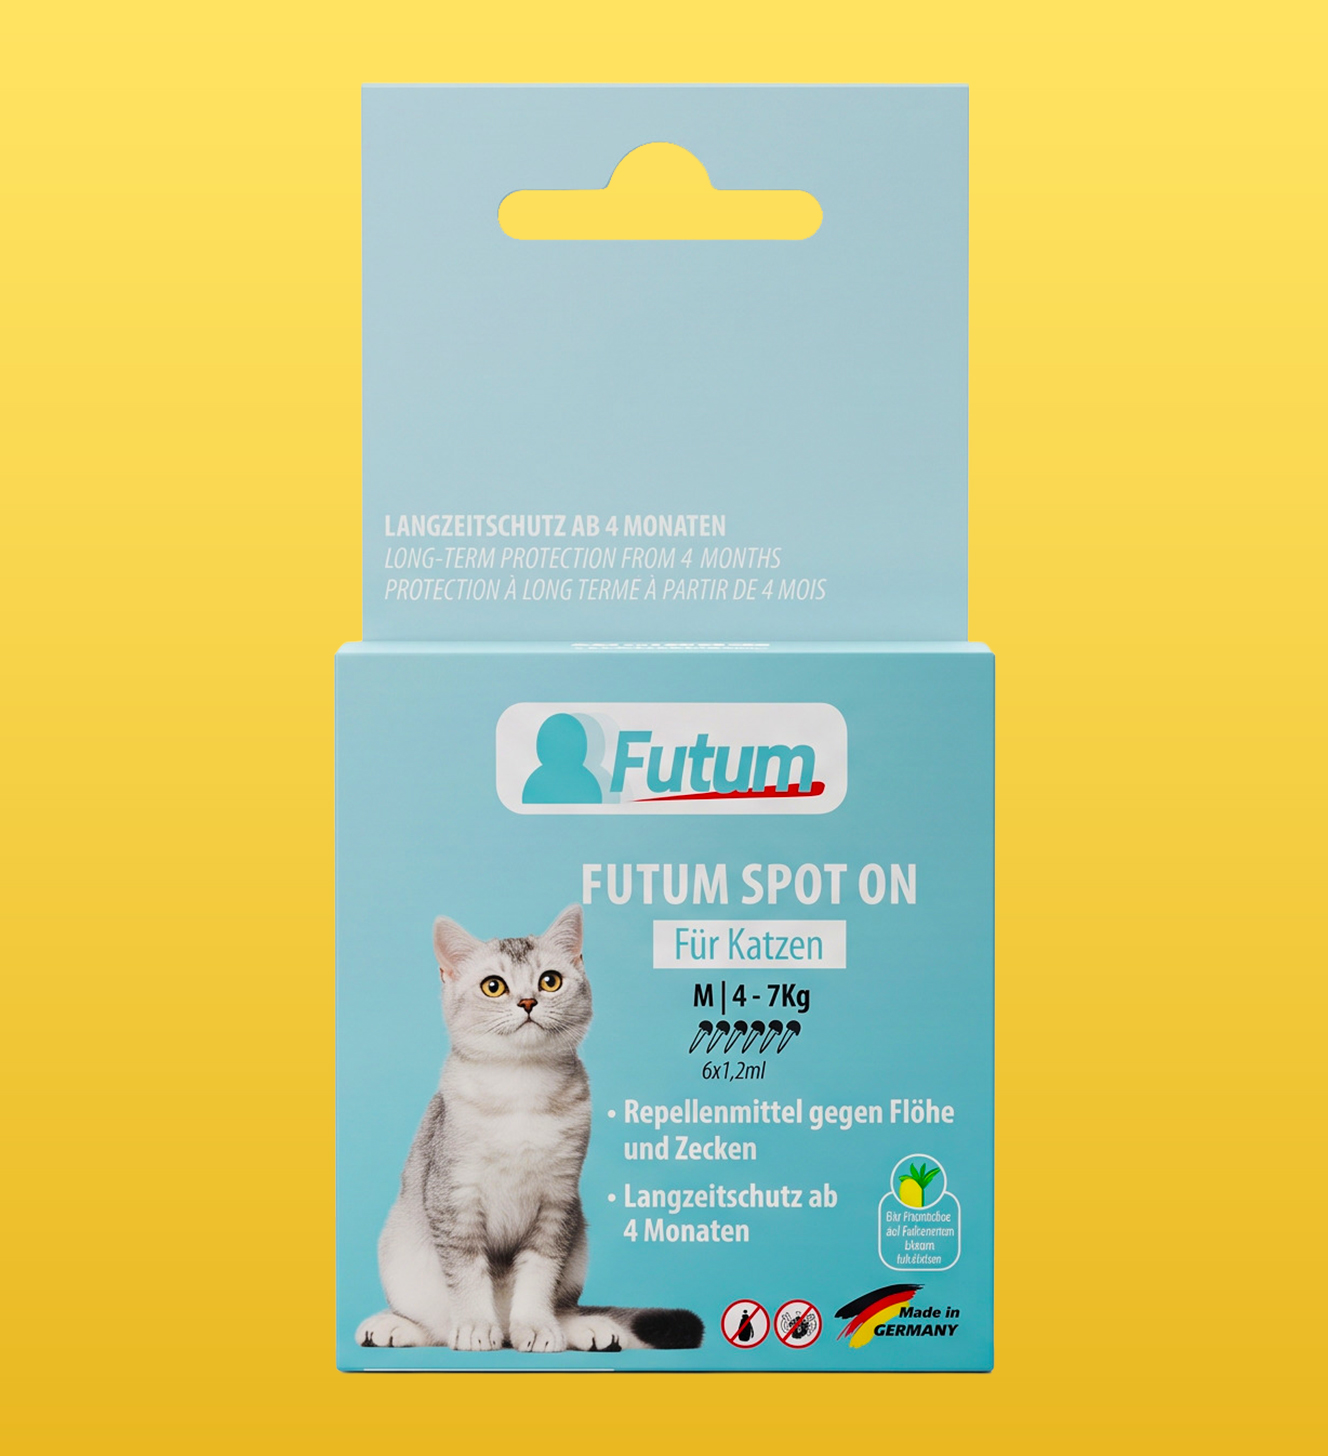 LANGZEITSCHUTZ AB 4 MONATEN
LONG-TERM PROTECTION FROM 4 MONTHS
PROTECTION À LONG TERME À PARTIR DE 4 MOIS
Futum
FUTUM SPOT ON
Für Katzen
M | 4 - 7Kg
6x1,2ml
• Repellenmittel gegen Flöhe
und Zecken
• Langzeitschutz ab
4 Monaten
Made in
GERMANY